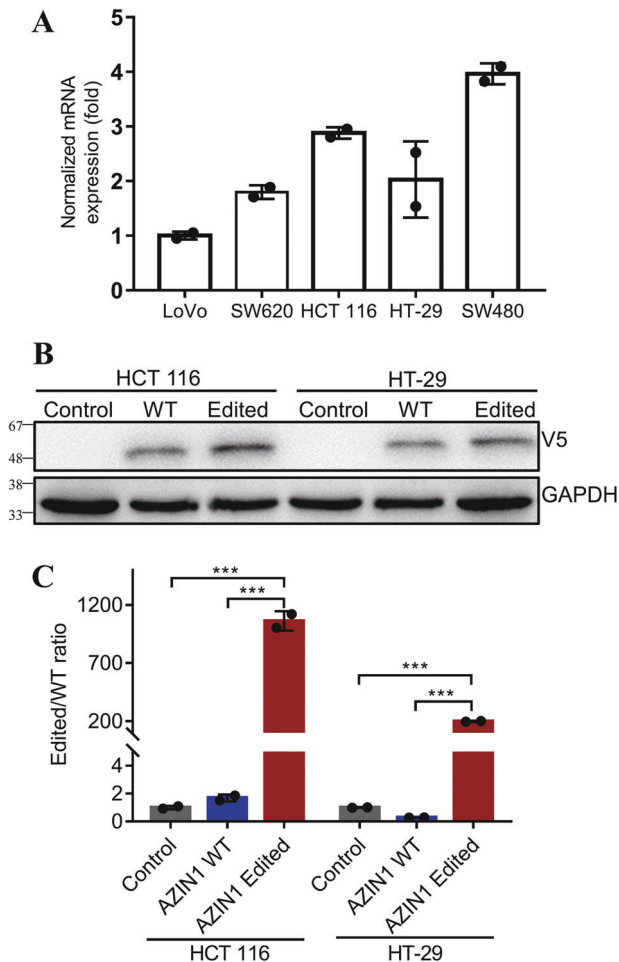 A
Normalized mRNA
expression (fold)
5
4
3
2
1
0
LoVo SW620 HCT 116 HT-29 SW480
B
HCT 116 HT-29
Control WT Edited Control WT Edited
67
48
V5
38
33
GAPDH
C
Edited/WT ratio
1200
700
200
4
2
0
*** *** *** ***
Control AZIN1 WT AZIN1 Edited Control AZIN1 WT AZIN1 Edited
HCT 116 HT-29